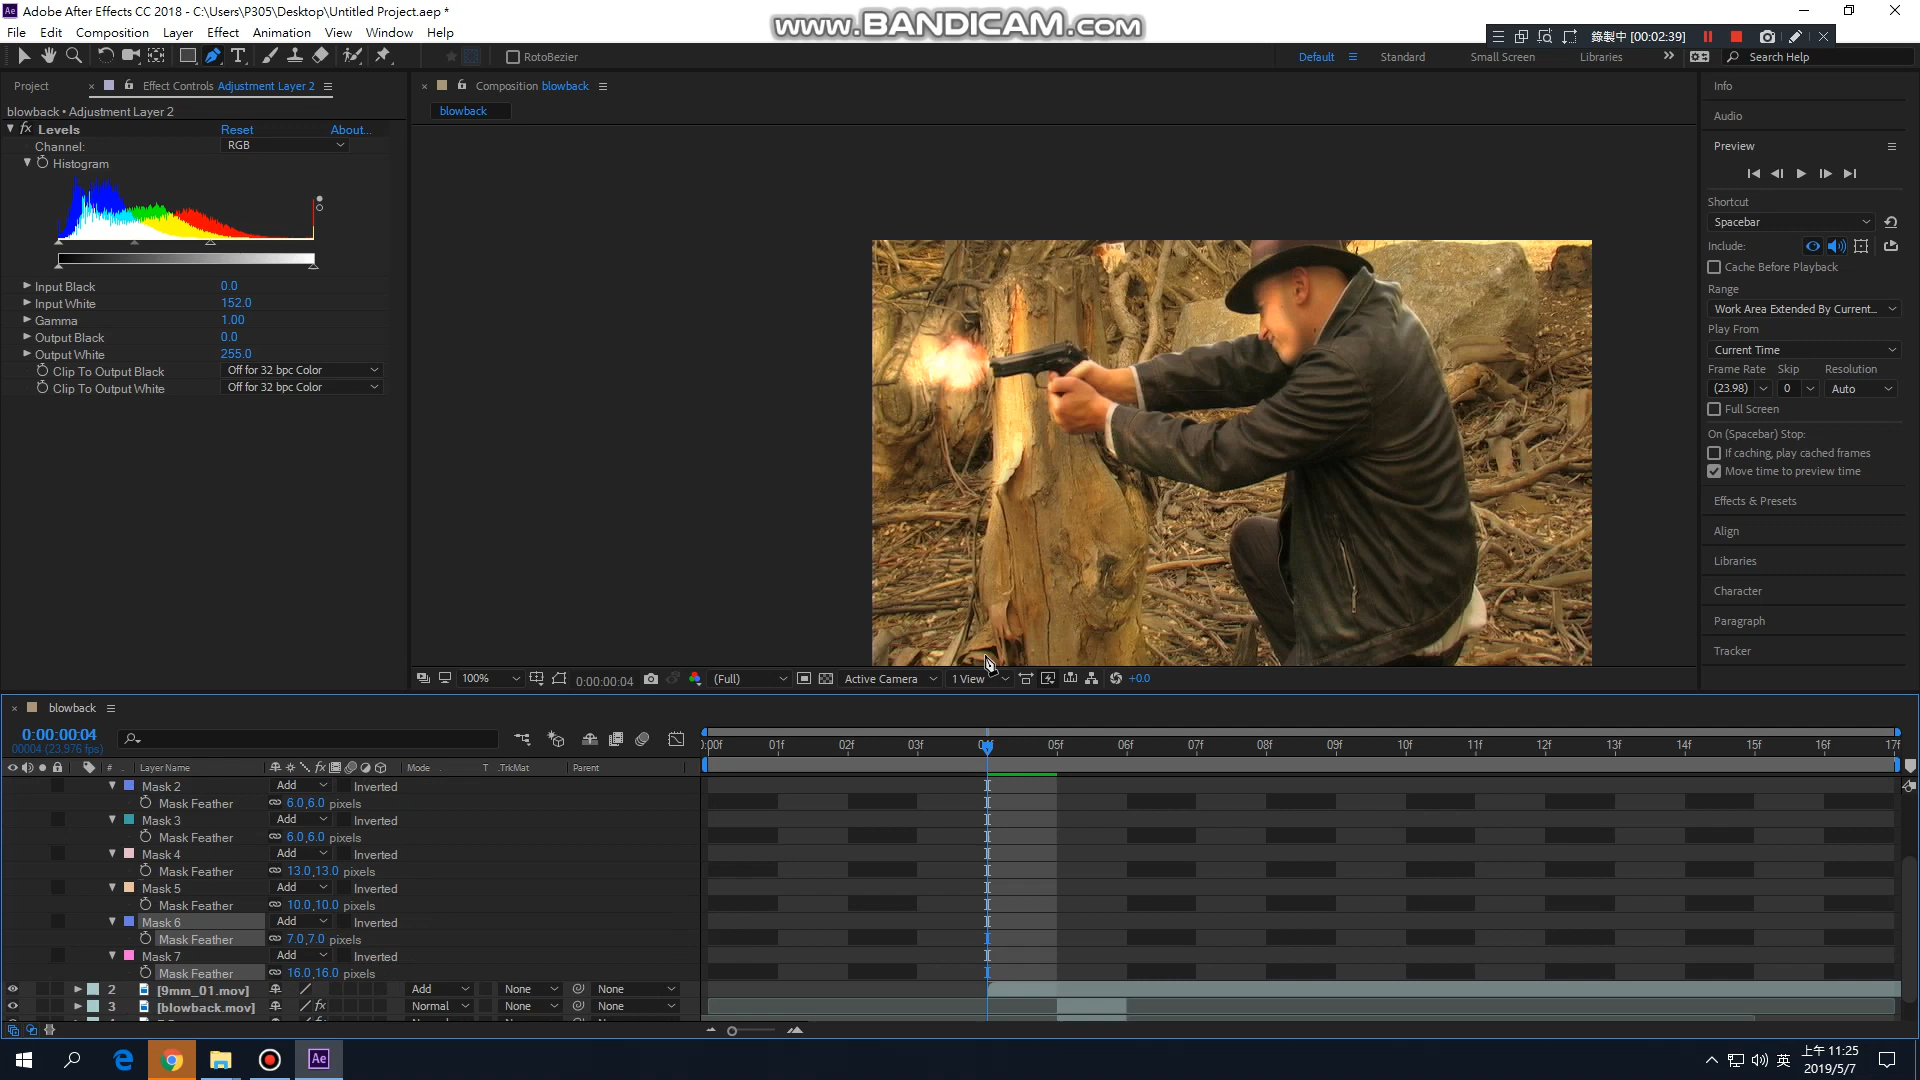 Adobe After Effects CC 2018 - C:\Users\P305\Desktop\Untitled Project.aep *
www.BANDICAM.com
File Edit Composition Layer Effect Animation View Window Help
錄製中 [00:02:39]
RotoBezier
Default Standard Small Screen Libraries Search Help
Project Effect Controls Adjustment Layer 2
Composition blowback
Info
blowback • Adjustment Layer 2
blowback
Levels Reset About...
Audio
Channel: RGB
Preview
Histogram
Shortcut
Spacebar
Include:
Cache Before Playback
Input Black 0.0
Range
Input White 152.0
Work Area Extended By Current...
Gamma 1.00
Play From
Output Black 0.0
Current Time
Output White 255.0
Frame Rate Skip Resolution
Clip To Output Black Off for 32 bpc Color
(23.98) 0 Auto
Clip To Output White Off for 32 bpc Color
Full Screen
On (Spacebar) Stop:
If caching, play cached frames
Move time to preview time
Effects & Presets
Align
Libraries
Character
Paragraph
Tracker
100% 0:00:00:04 (Full) Active Camera 1 View +0.0
blowback
0:00:00:04
00004 (23.976 fps)
:00f 01f 02f 03f 04f 05f 06f 07f 08f 09f 10f 11f 12f 13f 14f 15f 16f 17f
# Layer Name Mode T .TrkMat Parent
Mask 2 Add Inverted
Mask Feather 6.0,6.0 pixels
Mask 3 Add Inverted
Mask Feather 6.0,6.0 pixels
Mask 4 Add Inverted
Mask Feather 13.0,13.0 pixels
Mask 5 Add Inverted
Mask Feather 10.0,10.0 pixels
Mask 6 Add Inverted
Mask Feather 7.0,7.0 pixels
Mask 7 Add Inverted
Mask Feather 16.0,16.0 pixels
2 [9mm_01.mov] Add None None
3 [blowback.mov] Normal None None
Ae
英
上午 11:25
2019/5/7